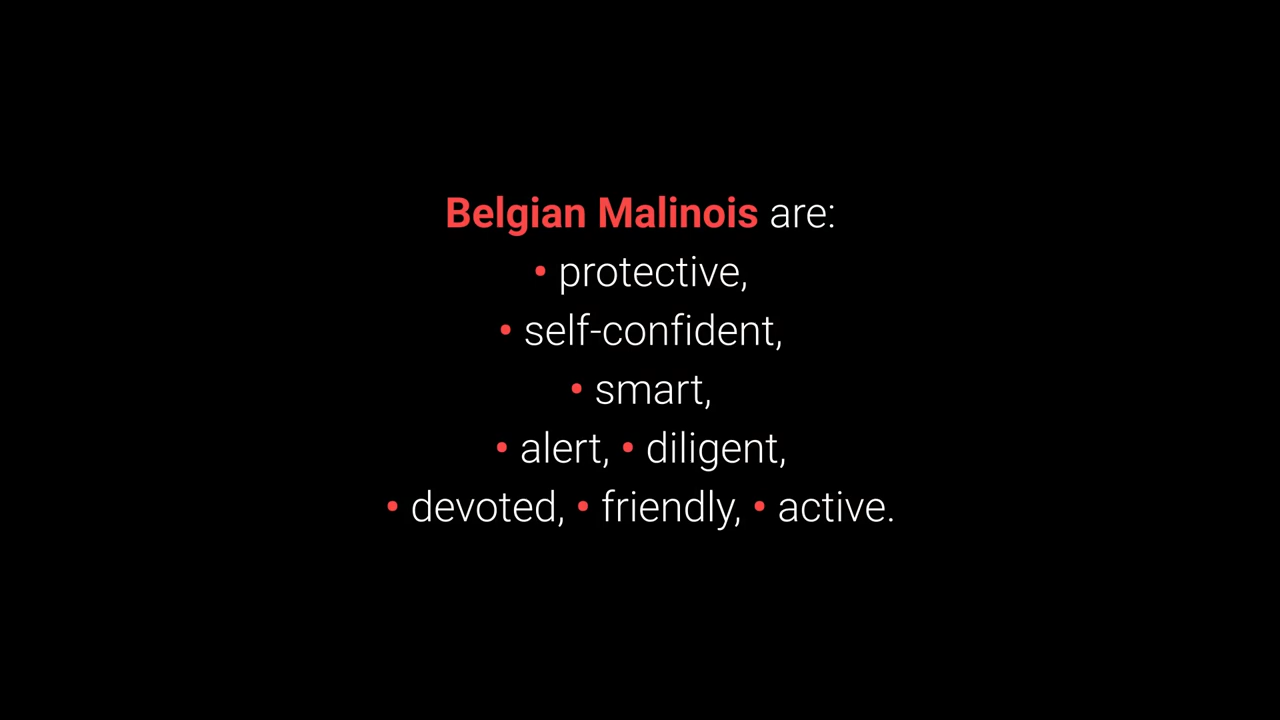 Belgian Malinois are:
• protective,
• self-confident,
• smart,
• alert, • diligent,
• devoted, • friendly, • active.